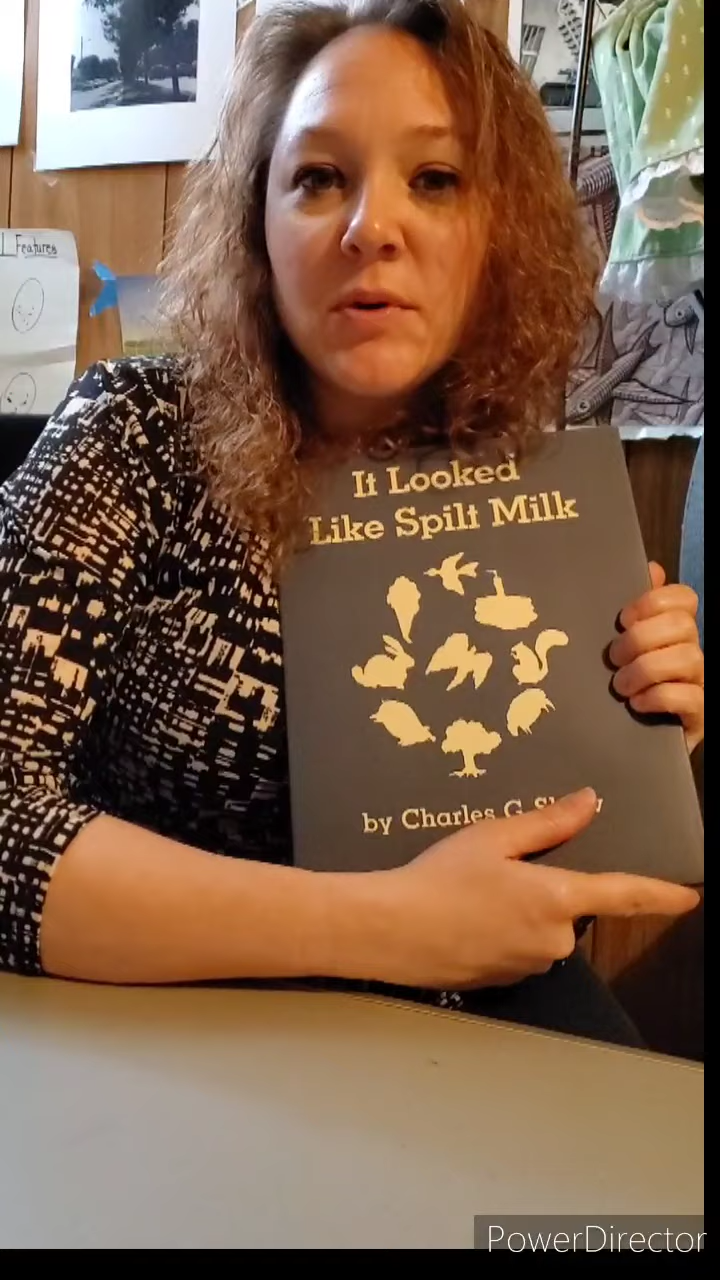 Features
It Looked
Like Spilt Milk
by Charles G.
PowerDirector